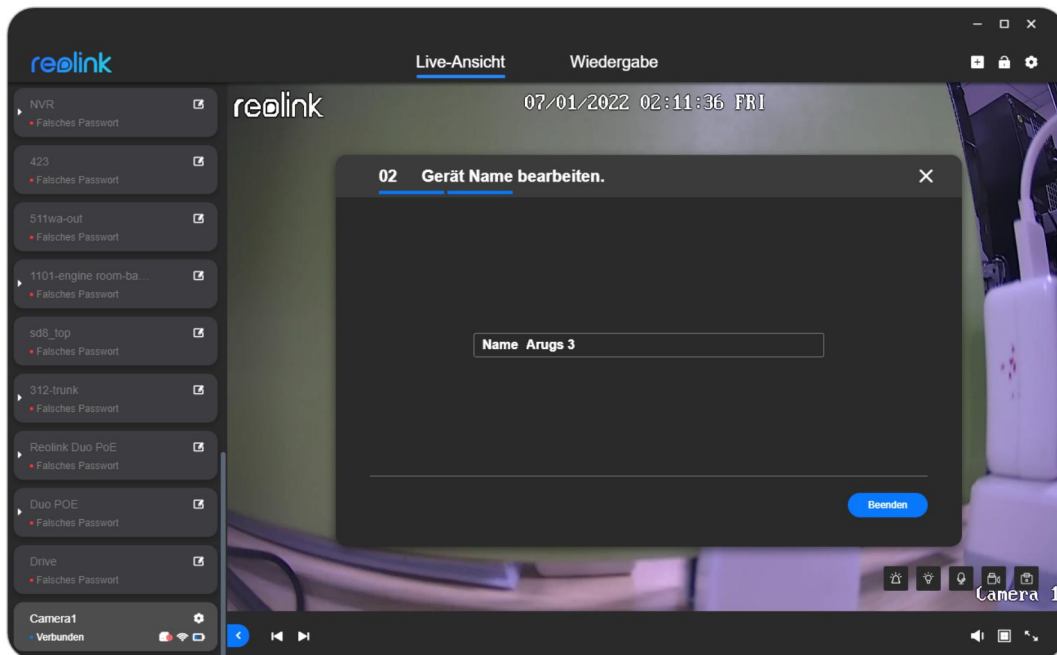 reolink
Live-Ansicht
Wiedergabe
NVR
Falsches Passwort
423
Falsches Passwort
511wa-out
Falsches Passwort
1101-engine room-ba...
Falsches Passwort
sd8_top
Falsches Passwort
312-trunk
Falsches Passwort
Reolink Duo PoE
Falsches Passwort
Duo POE
Falsches Passwort
Drive
Falsches Passwort
Camera1
Verbunden
reolink
07/01/2022 02:11:36 FRI
02 Gerät Name bearbeiten.
Name Arugs 3
Beenden
Camera 1